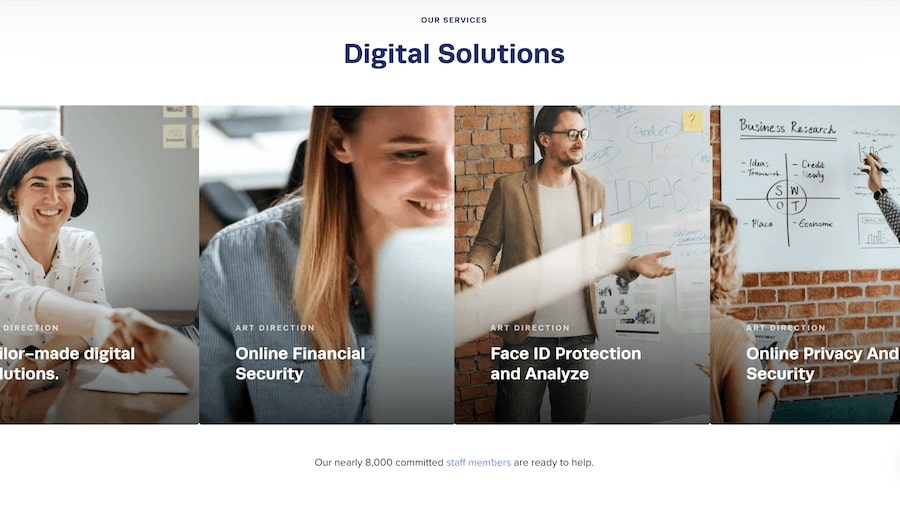 OUR SERVICES
Digital Solutions
DIRECTION
ilor-made digital
lutions.
ART DIRECTION
Online Financial
Security
?
Product
IDEAS
ART DIRECTION
Face ID Protection
and Analyze
Business Research
- Ideas
- Teamwork
- Credit
- Newly
S W
O T
- Place
- Economic
ART DIRECTION
Online Privacy And
Security
Our nearly 8,000 committed staff members are ready to help.